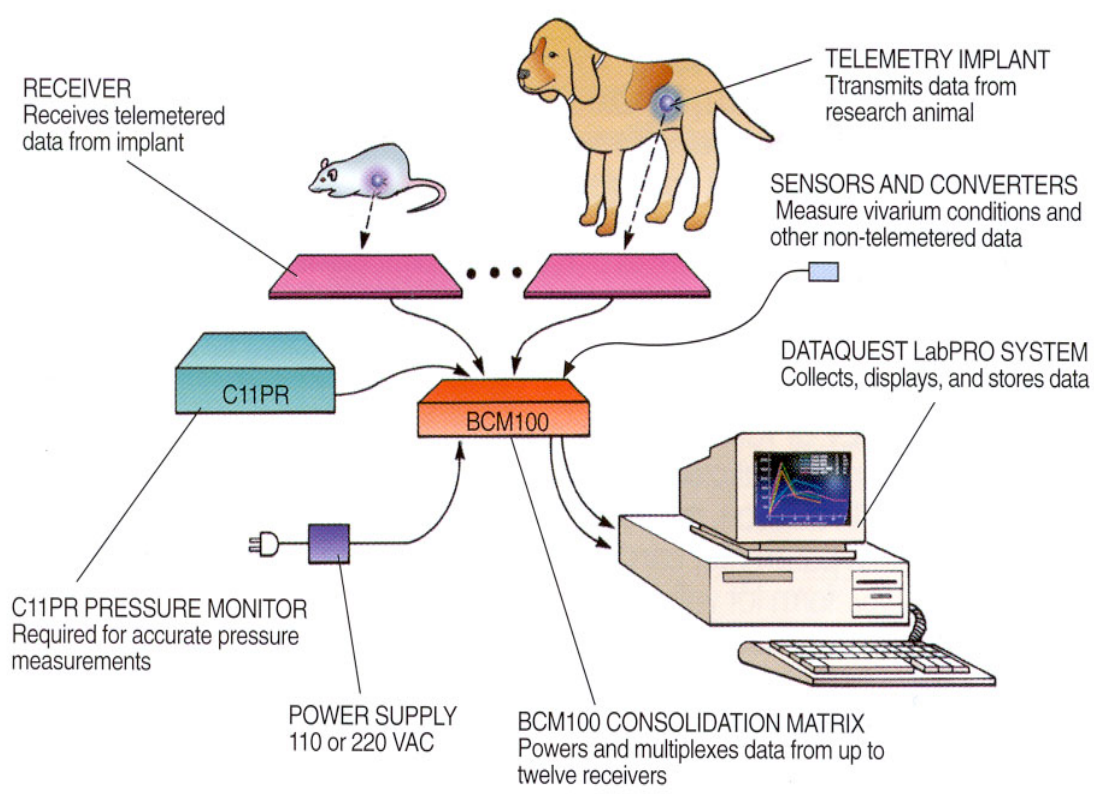 RECEIVER
Receives telemetered
data from implant
TELEMETRY IMPLANT
Ttransmits data from
research animal
SENSORS AND CONVERTERS
Measure vivarium conditions and
other non-telemetered data
DATAQUEST LabPRO SYSTEM
Collects, displays, and stores data
C11PR
BCM100
C11PR PRESSURE MONITOR
Required for accurate pressure
measurements
POWER SUPPLY
110 or 220 VAC
BCM100 CONSOLIDATION MATRIX
Powers and multiplexes data from up to
twelve receivers